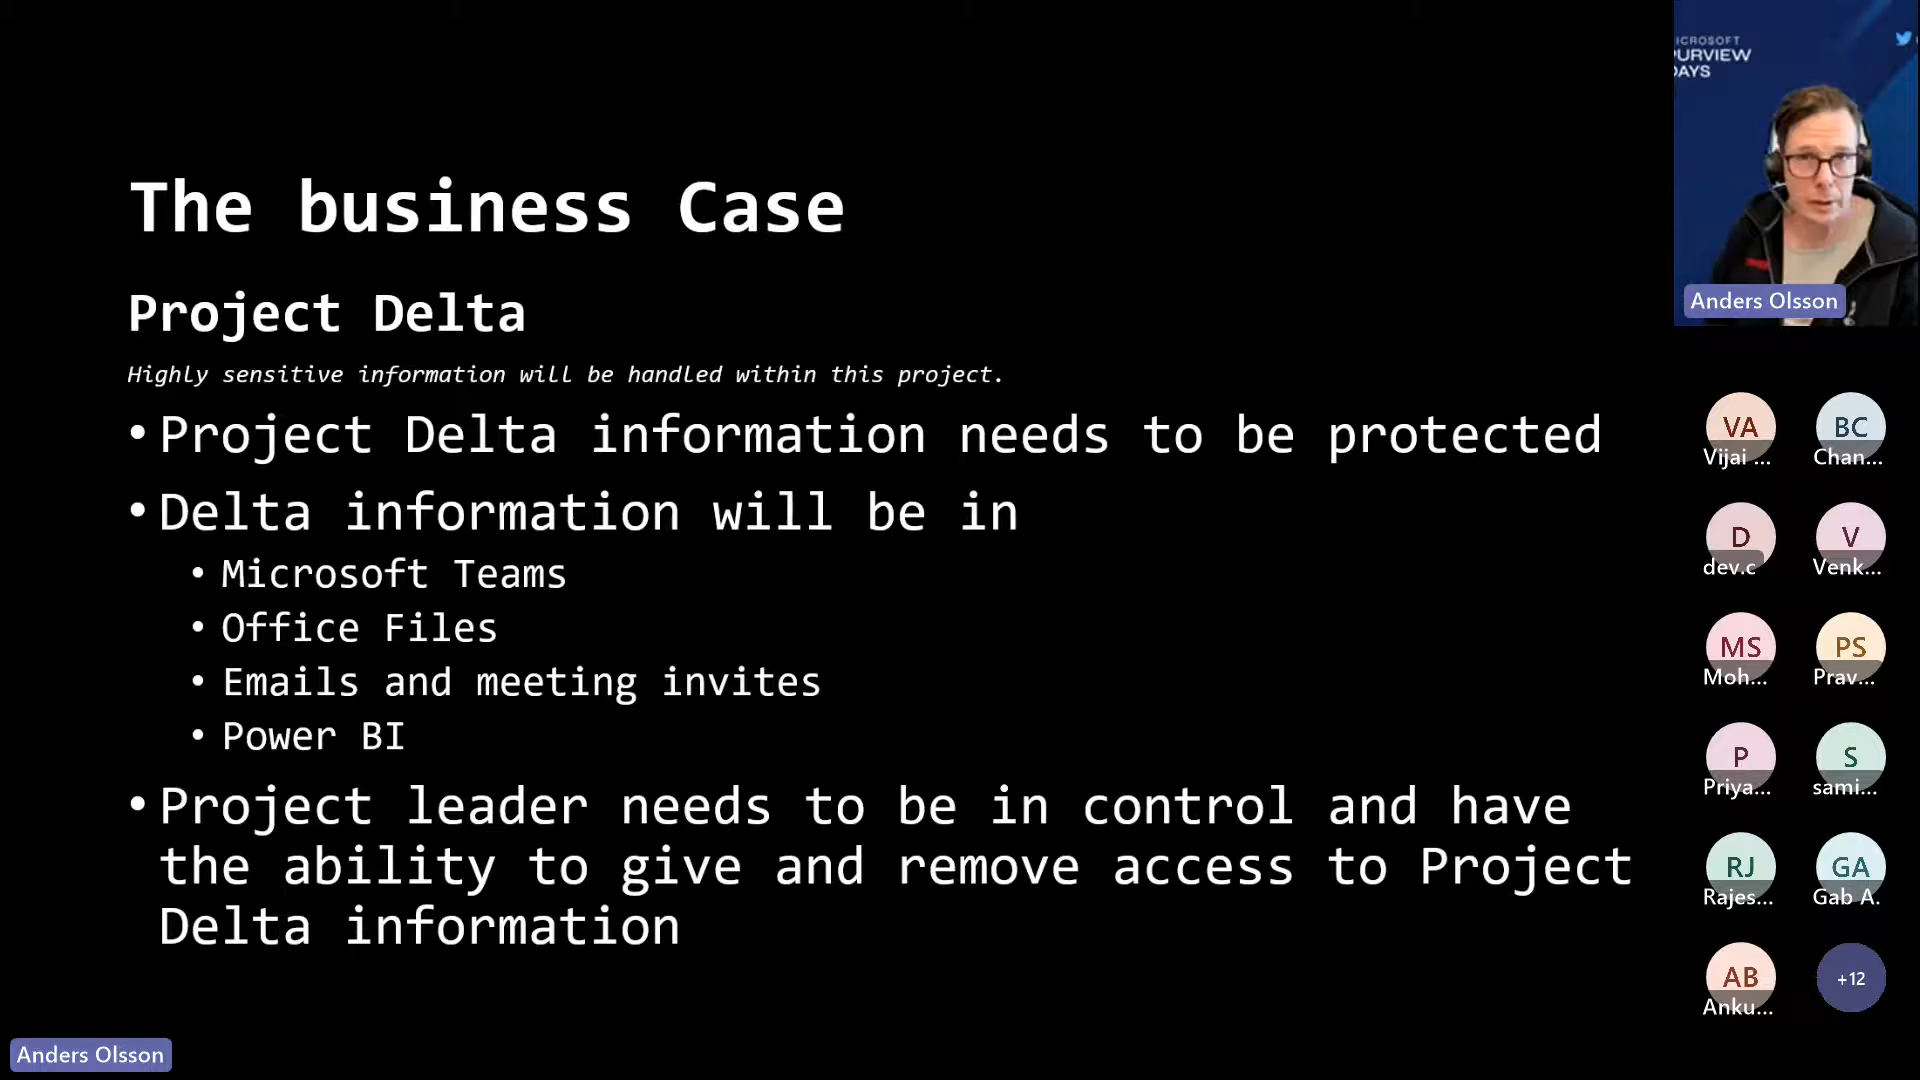 The business Case
Project Delta
Highly sensitive information will be handled within this project.
•Project Delta information needs to be protected
•Delta information will be in
• Microsoft Teams
• Office Files
• Emails and meeting invites
• Power BI
•Project leader needs to be in control and have
the ability to give and remove access to Project
Delta information
ICROSOFT
URVIEW
DAYS
Anders Olsson
VA
Vijai ...
BC
Chan...
D
dev.c
V
Venk...
MS
Moh...
PS
Prav...
P
Priya...
S
sami...
RJ
Rajes...
GA
Gab A.
AB
Anku...
+12
Anders Olsson